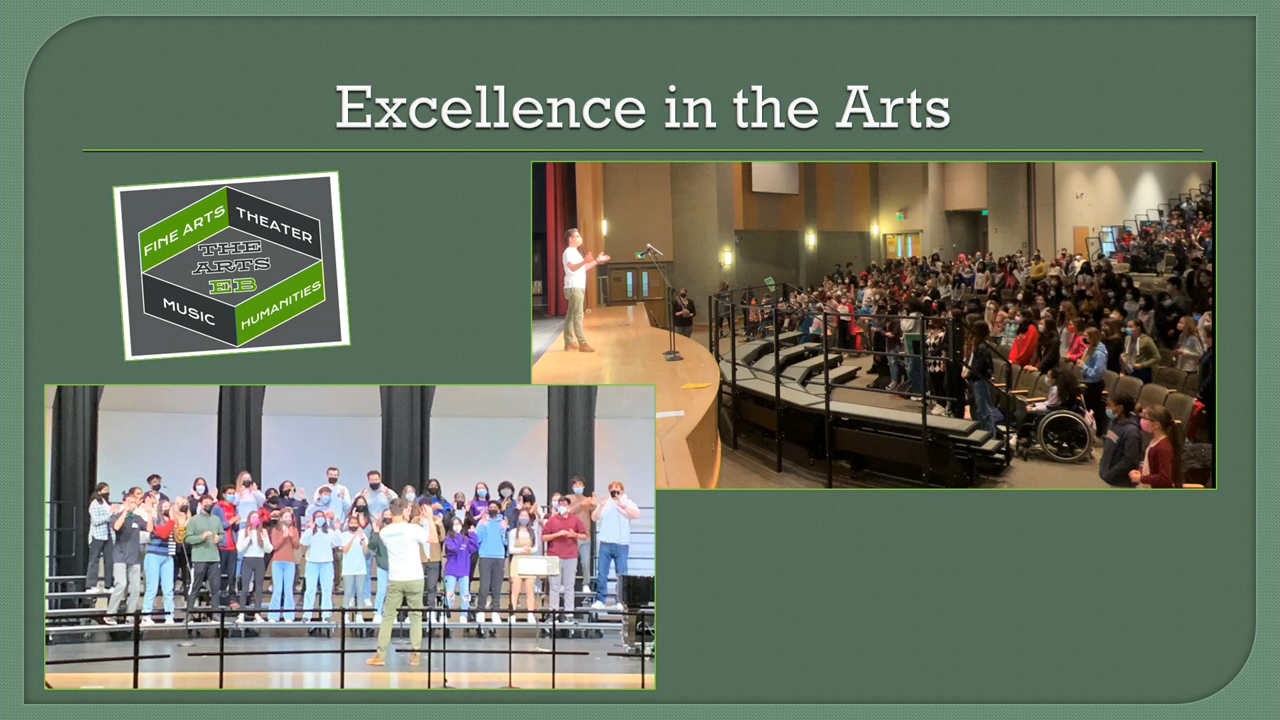 Excellence in the Arts
FINE ARTS
THEATER
THE
ARTS
EB
MUSIC
HUMANITIES